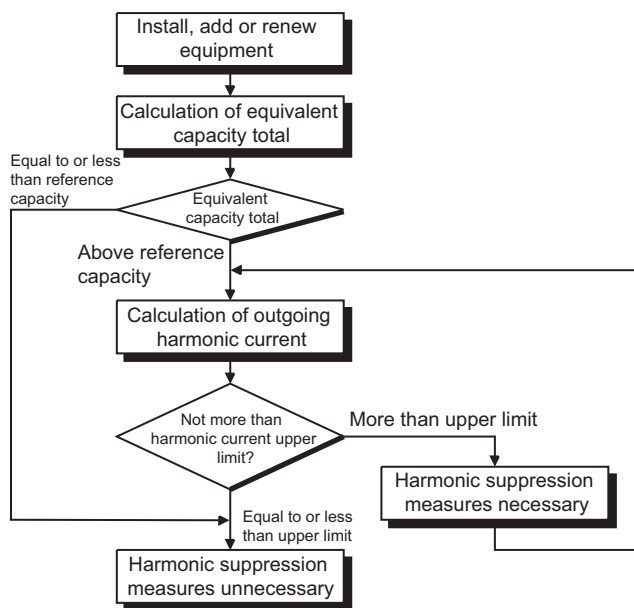 Install, add or renew
equipment
Calculation of equivalent
capacity total
Equal to or less
than reference
capacity
Equivalent
capacity total
Above reference
capacity
Calculation of outgoing
harmonic current
Not more than
harmonic current upper
limit?
More than upper limit
Harmonic suppression
measures necessary
Equal to or less
than upper limit
Harmonic suppression
measures unnecessary